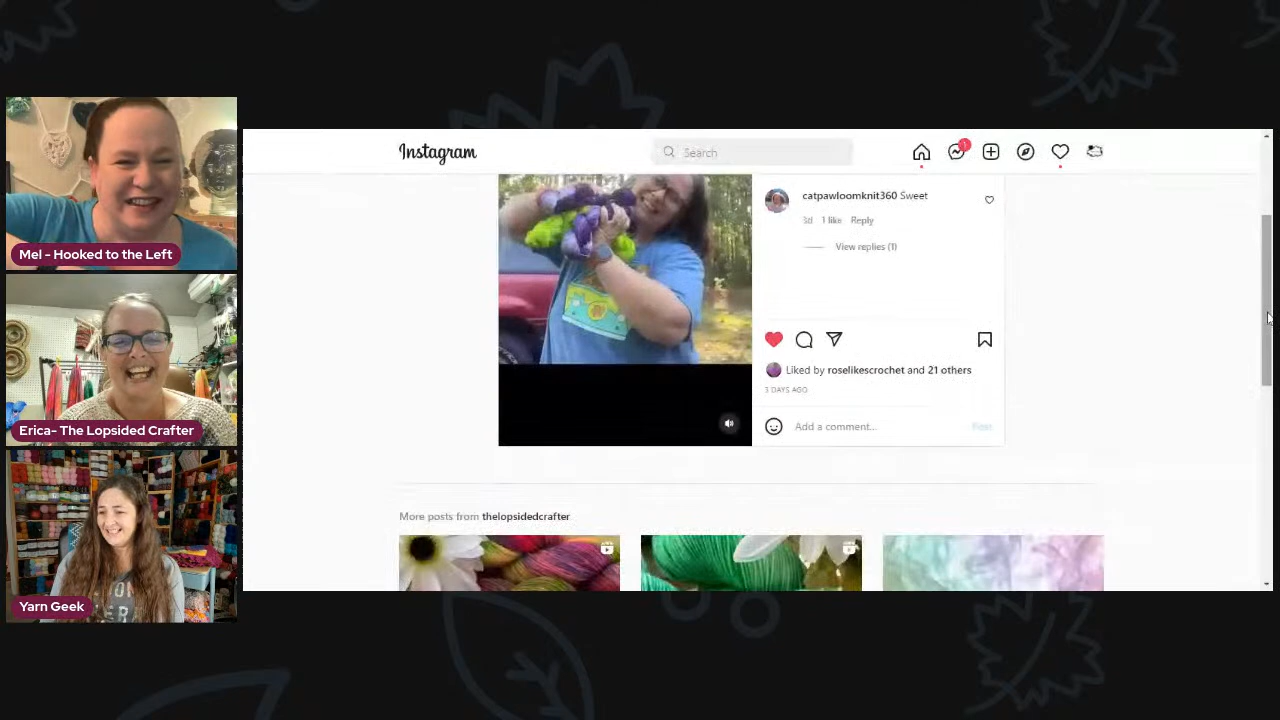 Mel - Hooked to the Left
Erica- The Lopsided Crafter
Yarn Geek
Instagram
Search
1
catpawloomknit360 Sweet
3d 1 like Reply
View replies (1)
Liked by roselikescrochet and 21 others
3 DAYS AGO
Add a comment...
Post
More posts from thelopsidedcrafter